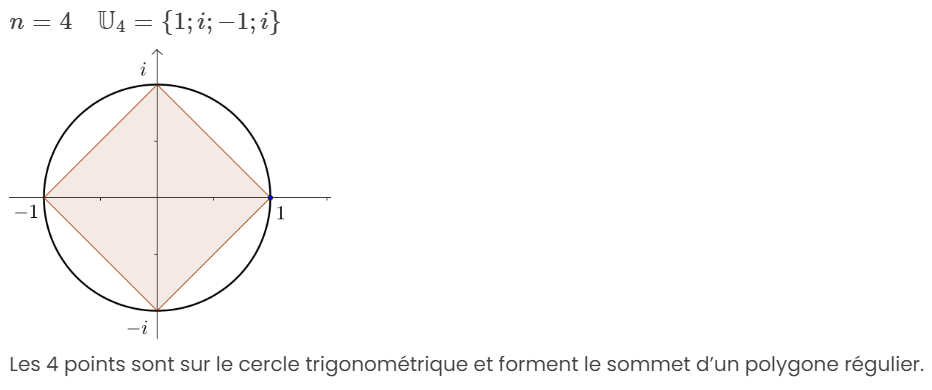 n = 4 𝕌₄ = {1; i; −1; i}
i
−1
1
−i
Les 4 points sont sur le cercle trigonométrique et forment le sommet d’un polygone régulier.